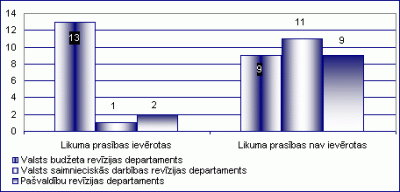 14
12
10
8
6
4
2
0
13
1
2
9
11
9
Likuma prasības ievērotas
Likuma prasības nav ievērotas
Valsts budžeta revīzijas departaments
Valsts saimnieciskās darbības revīzijas departaments
Pašvaldību revīzijas departaments